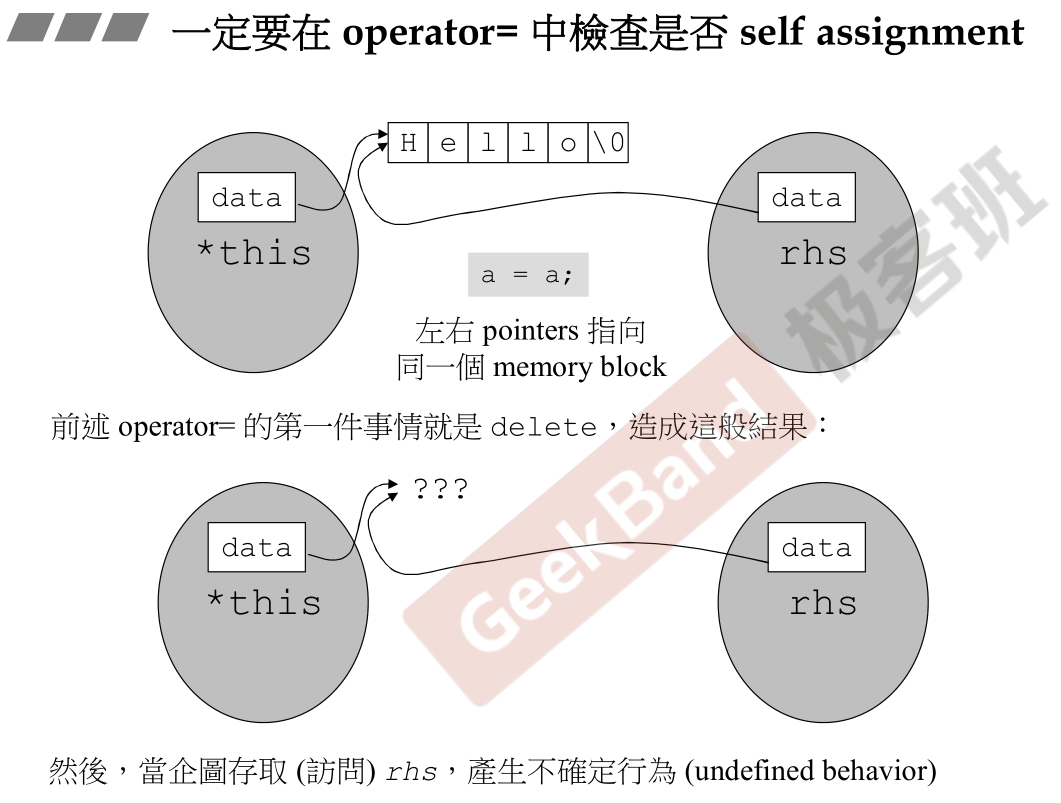 一定要在 operator= 中檢查是否 self assignment
H e l l o \0
data
data
*this
rhs
a = a;
左右 pointers 指向
同一個 memory block
前述 operator= 的第一件事情就是 delete，造成這般結果：
???
data
data
*this
rhs
然後，當企圖存取 (訪問) rhs，產生不確定行為 (undefined behavior)
GeekBand 极客班